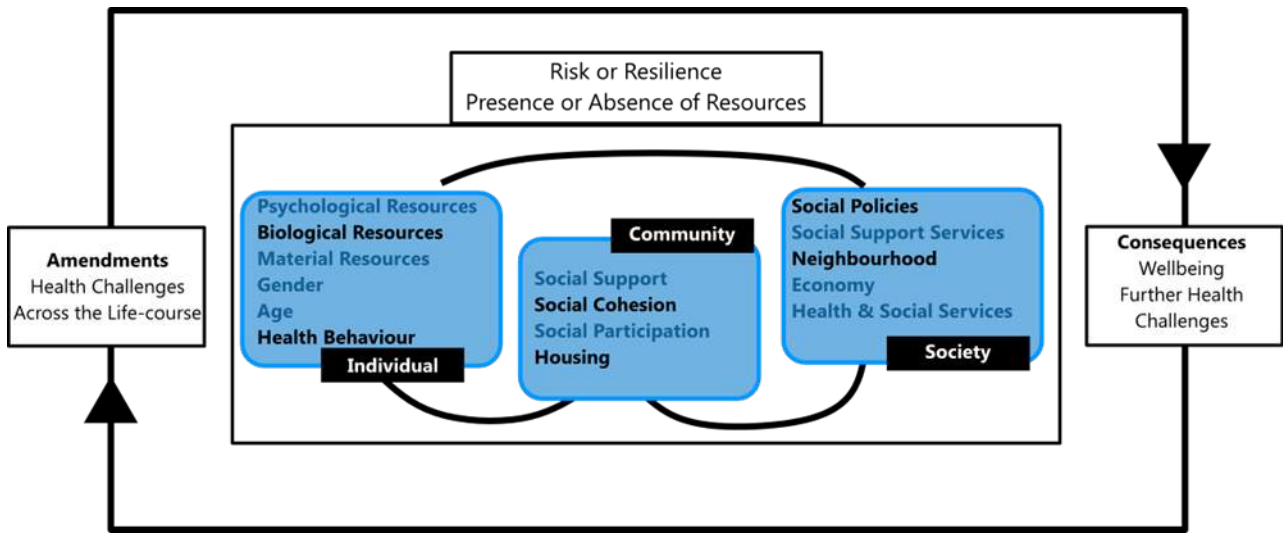 Risk or Resilience
Presence or Absence of Resources
Amendments
Health Challenges
Across the Life-course
Psychological Resources
Biological Resources
Material Resources
Gender
Age
Health Behaviour
Individual
Community
Social Support
Social Cohesion
Social Participation
Housing
Social Policies
Social Support Services
Neighbourhood
Economy
Health & Social Services
Society
Consequences
Wellbeing
Further Health
Challenges